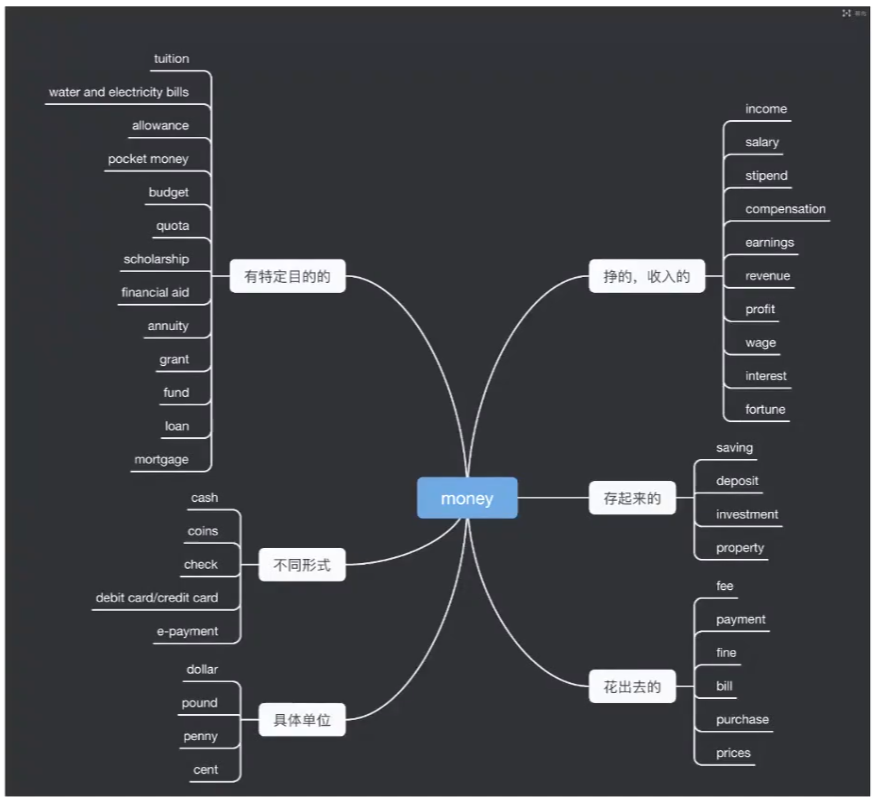 tuition
water and electricity bills
allowance
pocket money
budget
quota
scholarship
financial aid
annuity
grant
fund
loan
mortgage
有特定目的的
cash
coins
check
debit card/credit card
e-payment
不同形式
dollar
pound
penny
cent
具体单位
money
挣的，收入的
income
salary
stipend
compensation
earnings
revenue
profit
wage
interest
fortune
存起来的
saving
deposit
investment
property
花出去的
fee
payment
fine
bill
purchase
prices